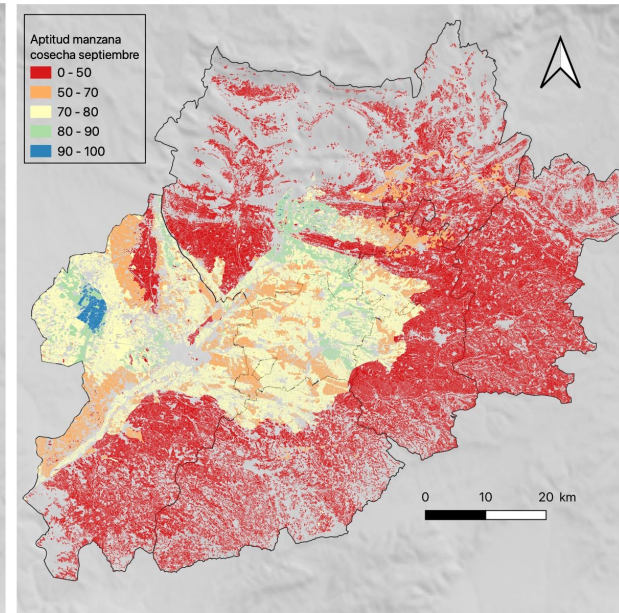 Aptitud manzana
cosecha septiembre
0 - 50
50 - 70
70 - 80
80 - 90
90 - 100
0 10 20 km